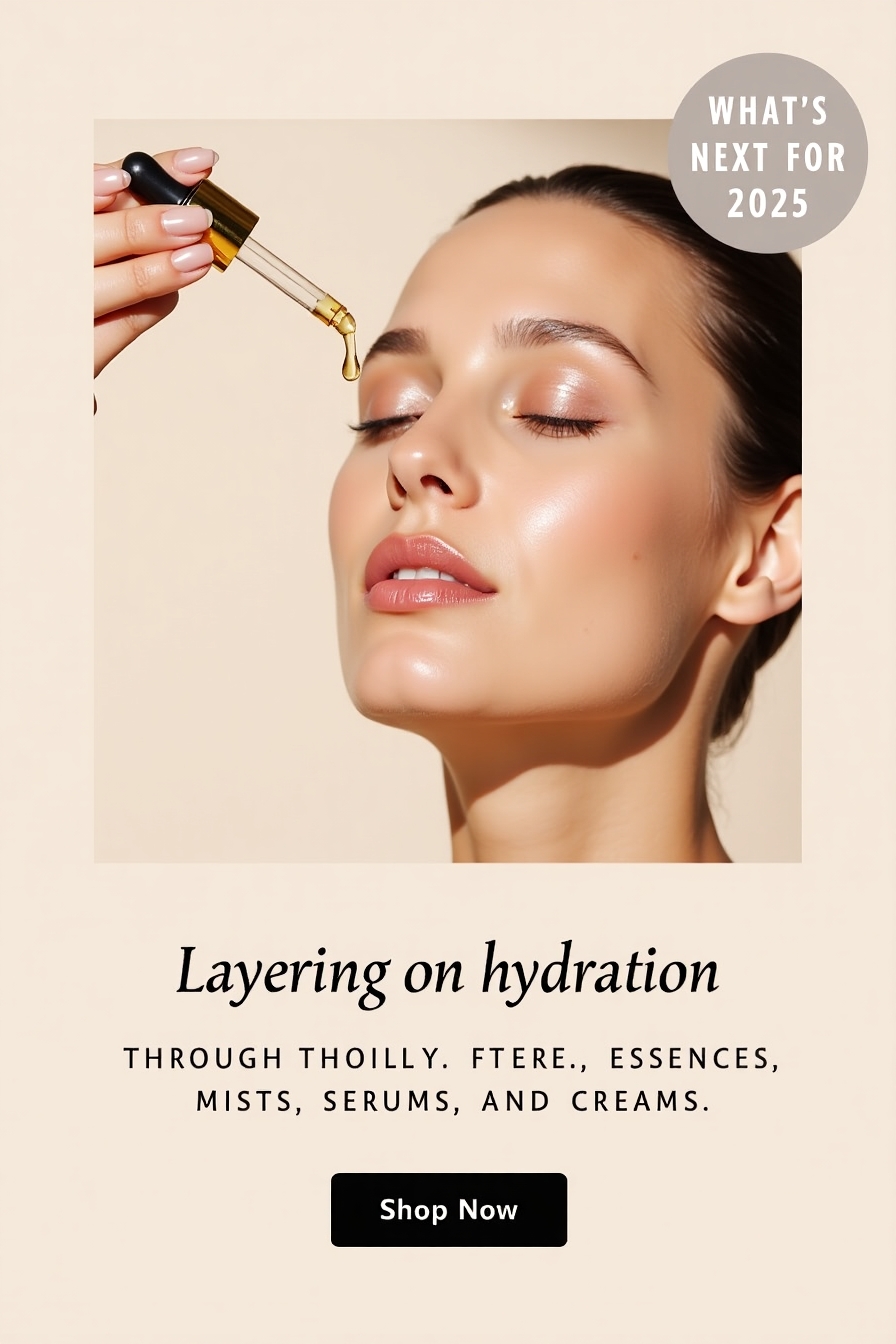 WHAT'S
NEXT FOR
2025
Layering on hydration
THROUGH THOILLY. FTERE., ESSENCES,
MISTS, SERUMS, AND CREAMS.
Shop Now